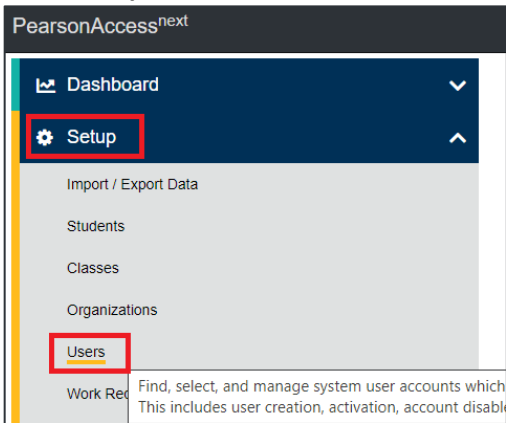 PearsonAccessnext
Dashboard
Setup
Import / Export Data
Students
Classes
Organizations
Users
Work
Find, select, and manage system user accounts which
This includes user creation, activation, account